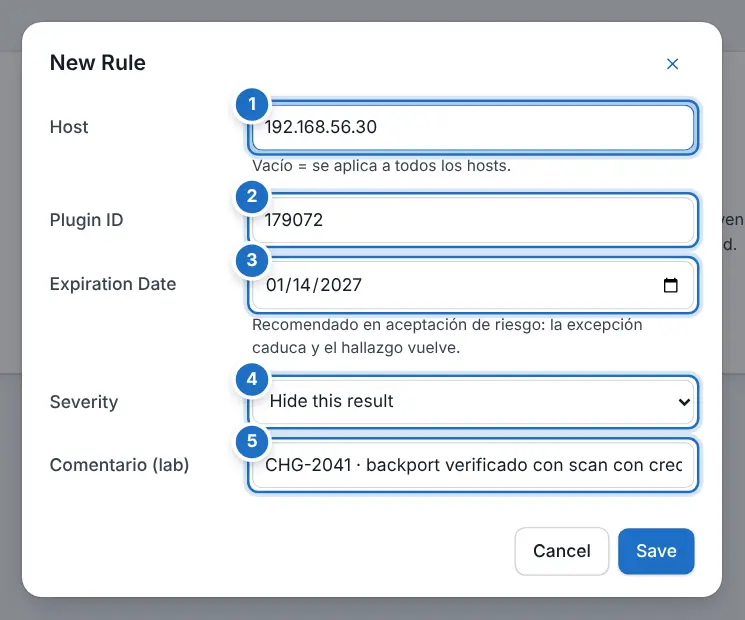 New Rule
×
1
Host
192.168.56.30
Vacío = se aplica a todos los hosts.
2
Plugin ID
179072
3
Expiration Date
01/14/2027
Recomendado en aceptación de riesgo: la excepción
caduca y el hallazgo vuelve.
4
Severity
Hide this result
5
Comentario (lab)
CHG-2041 · backport verificado con scan con
Cancel
Save
d.